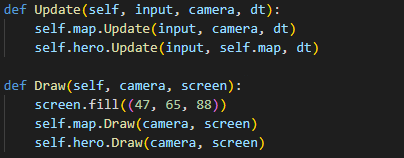 def Update(self, input, camera, dt):
    self.map.Update(input, camera, dt)
    self.hero.Update(input, self.map, dt)
def Draw(self, camera, screen):
    screen.fill((47, 65, 88))
    self.map.Draw(camera, screen)
    self.hero.Draw(camera, screen)